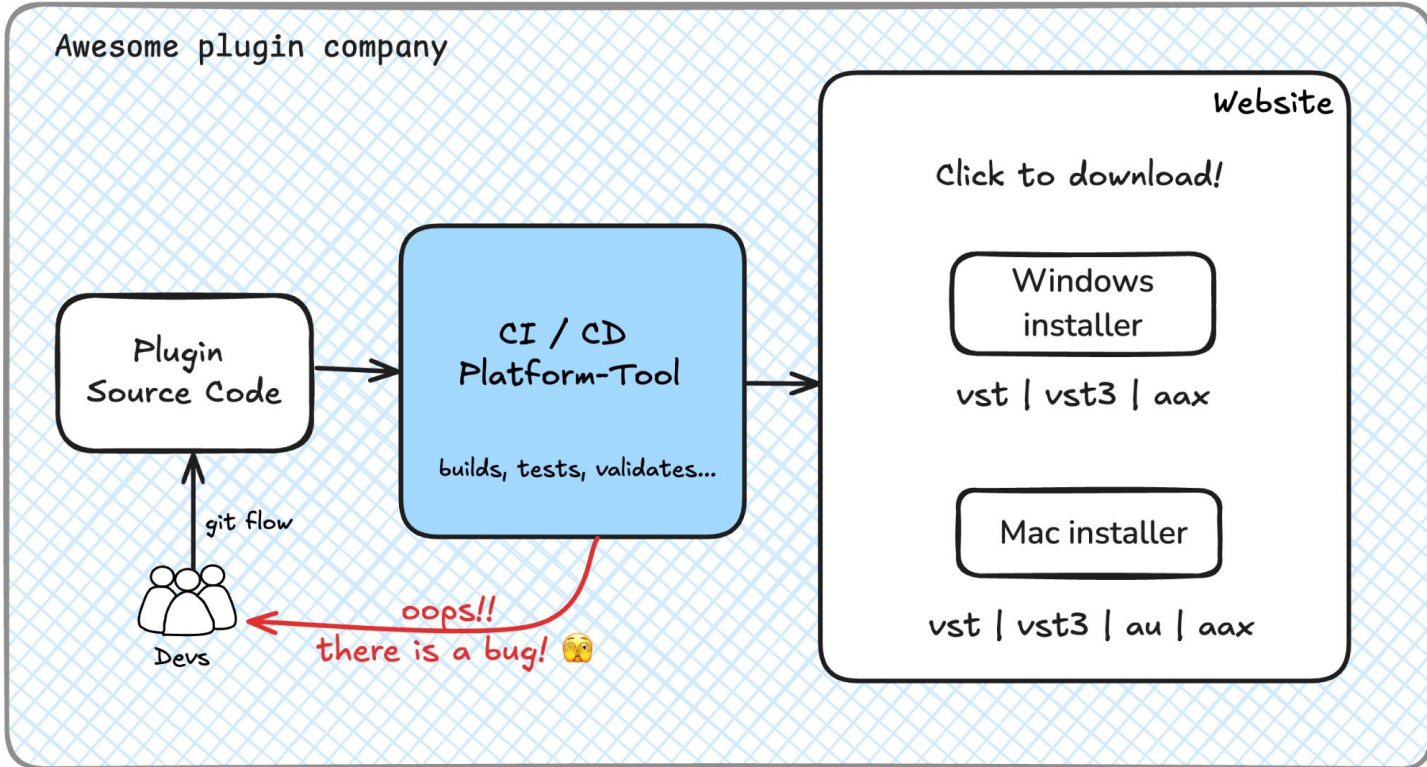 Awesome plugin company
Website
Click to download!
Windows
installer
vst | vst3 | aax
Mac installer
vst | vst3 | au | aax
CI / CD
Platform-Tool
builds, tests, validates...
Plugin
Source Code
git flow
Devs
oops!!
there is a bug! 🫣